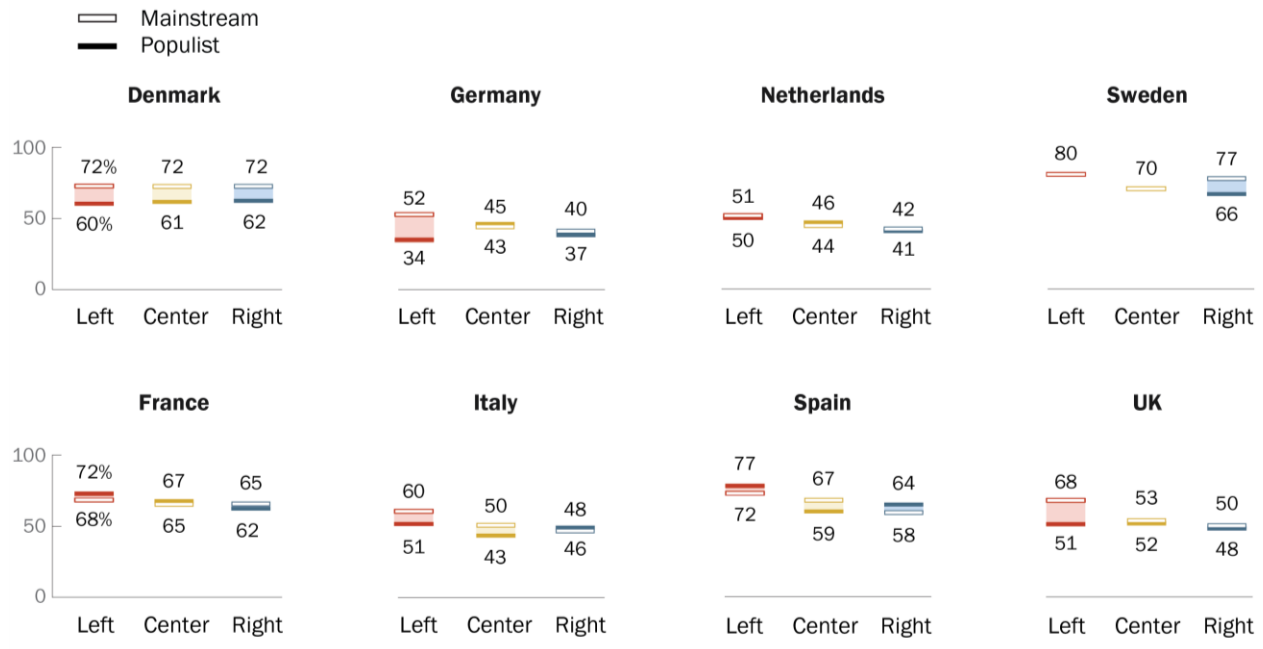 Mainstream
Populist
Denmark Germany Netherlands Sweden
100
50
0
72% 72 72
60% 61 62
52 45 40
34 43 37
51 46 42
50 44 41
80 70 77
66
Left Center Right Left Center Right Left Center Right Left Center Right
France Italy Spain UK
100
50
0
72% 67 65
68% 65 62
60 50 48
51 43 46
77 67 64
72 59 58
68 53 50
51 52 48
Left Center Right Left Center Right Left Center Right Left Center Right